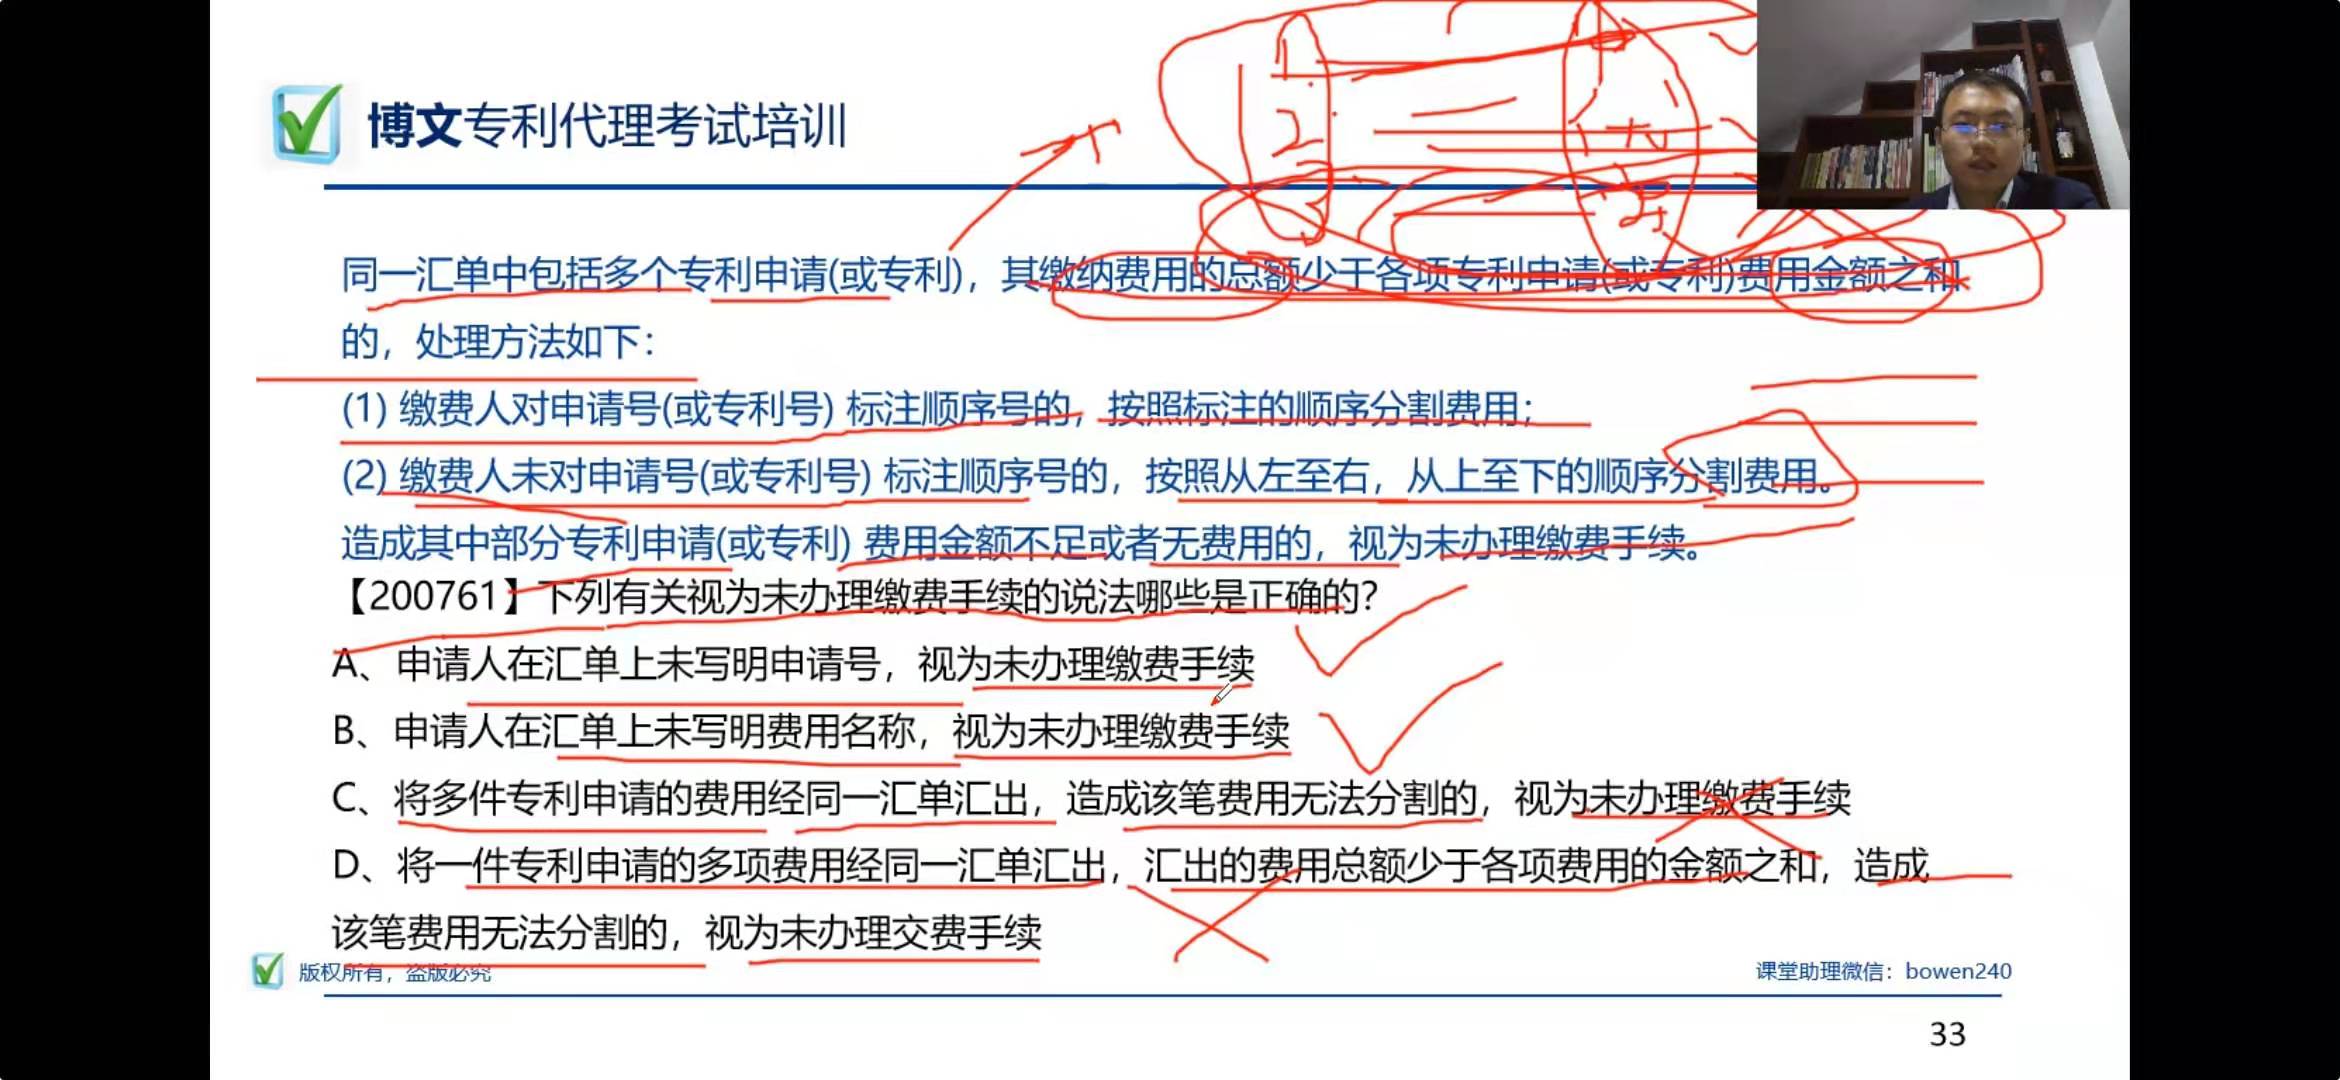 博文专利代理考试培训
1.
2
3
同一汇单中包括多个专利申请(或专利)，其缴纳费用的总额少于各项专利申请(或专利)费用金额之和
的，处理方法如下：
(1) 缴费人对申请号(或专利号) 标注顺序号的，按照标注的顺序分割费用；
(2) 缴费人未对申请号(或专利号) 标注顺序号的，按照从左至右，从上至下的顺序分割费用。
造成其中部分专利申请(或专利) 费用金额不足或者无费用的，视为未办理缴费手续。
【200761】下列有关视为未办理缴费手续的说法哪些是正确的？
A、申请人在汇单上未写明申请号，视为未办理缴费手续
B、申请人在汇单上未写明费用名称，视为未办理缴费手续
C、将多件专利申请的费用经同一汇单汇出，造成该笔费用无法分割的，视为未办理缴费手续
D、将一件专利申请的多项费用经同一汇单汇出，汇出的费用总额少于各项费用的金额之和，造成
该笔费用无法分割的，视为未办理交费手续
版权所有，盗版必究
课堂助理微信：bowen240
33